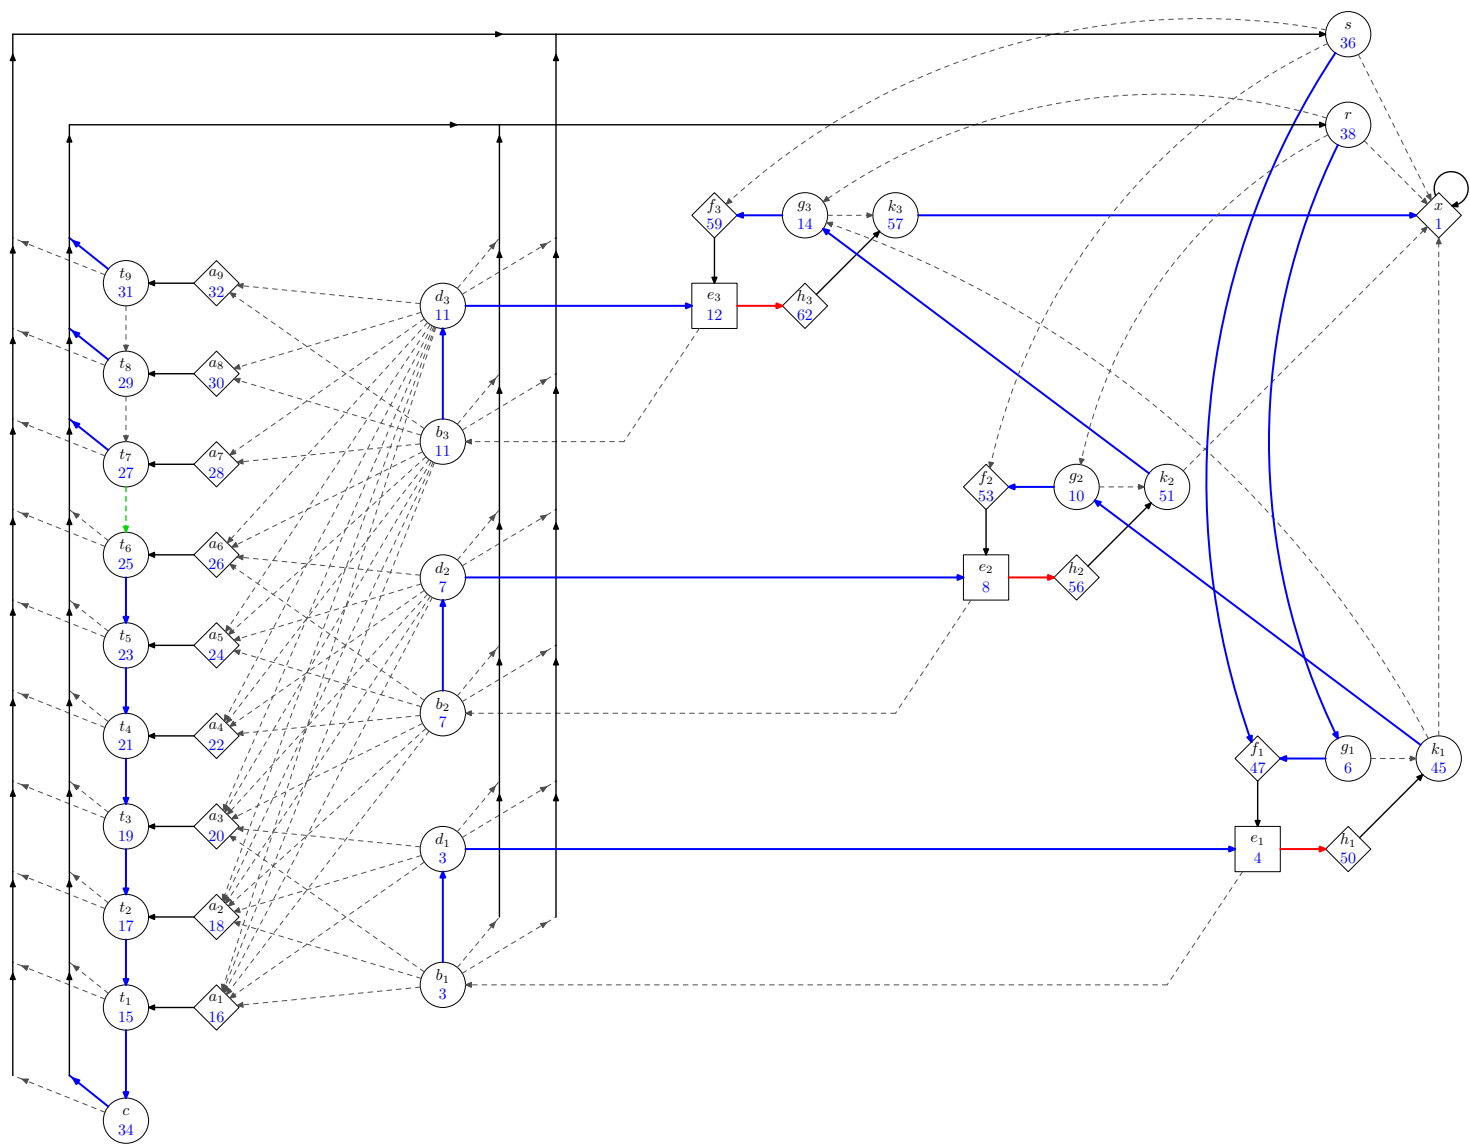 s
36
r
38
f₃
59
g₃
14
k₃
57
x
1
t₉
31
a₉
32
d₃
11
e₃
12
h₃
62
t₈
29
a₈
30
b₃
11
t₇
27
a₇
28
f₂
53
g₂
10
k₂
51
t₆
25
a₆
26
d₂
7
e₂
8
h₂
56
t₅
23
a₅
24
b₂
7
t₄
21
a₄
22
f₁
47
g₁
6
k₁
45
t₃
19
a₃
20
d₁
3
e₁
4
h₁
50
t₂
17
a₂
18
b₁
3
t₁
15
a₁
16
c
34